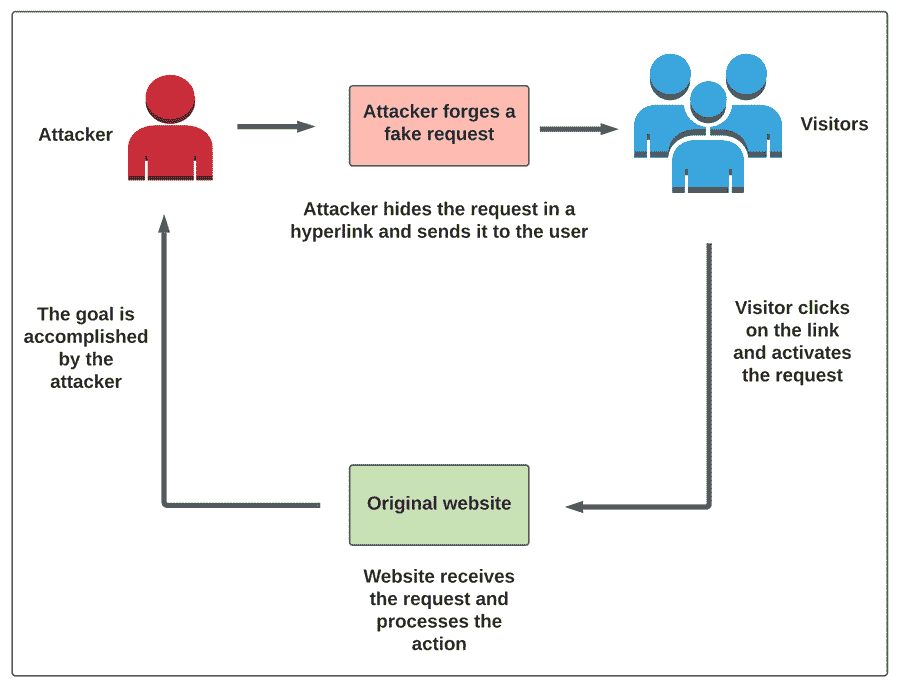 Attacker
Attacker forges a
fake request
Visitors
Attacker hides the request in a
hyperlink and sends it to the user
The goal is
accomplished
by the
attacker
Visitor clicks
on the link
and activates
the request
Original website
Website receives
the request and
processes the
action